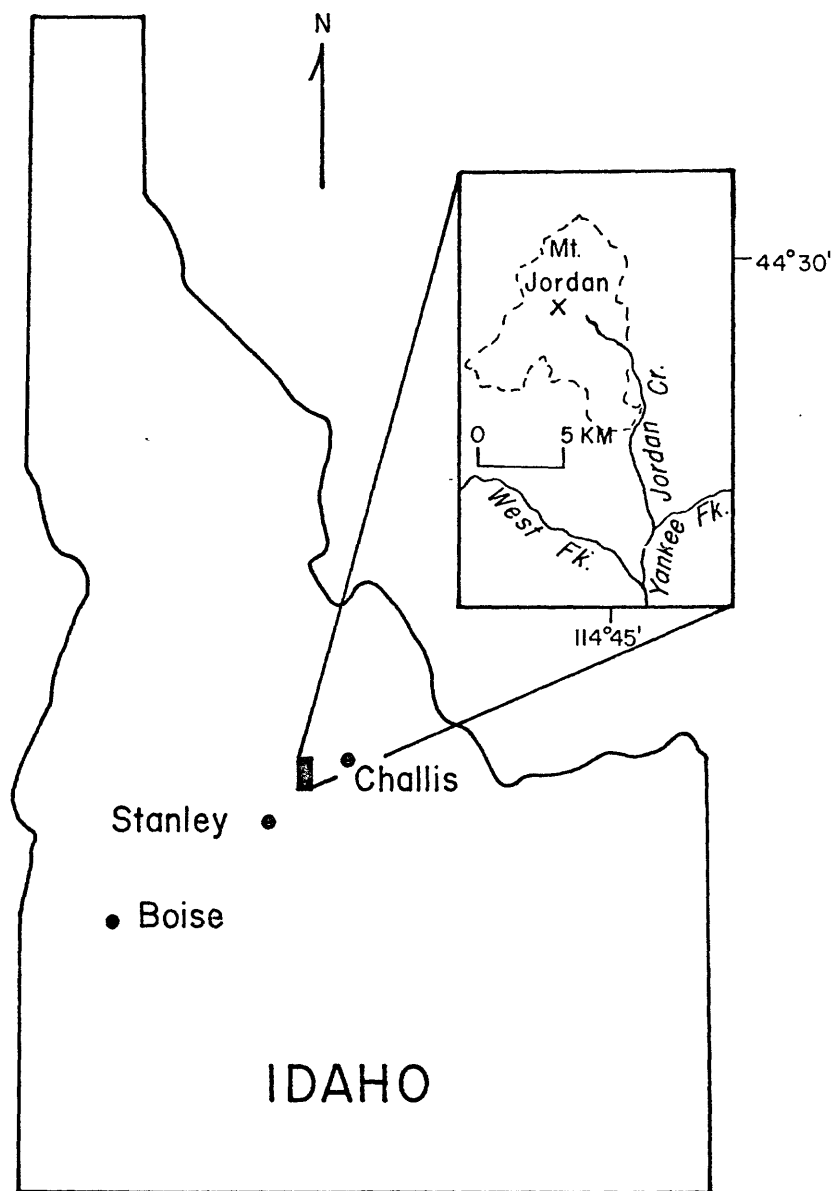 N
Mt.
Jordan
X
44°30'
Jordan Cr.
0 5 KM
West Fk.
Yankee Fk.
114°45'
Challis
Stanley
Boise
IDAHO